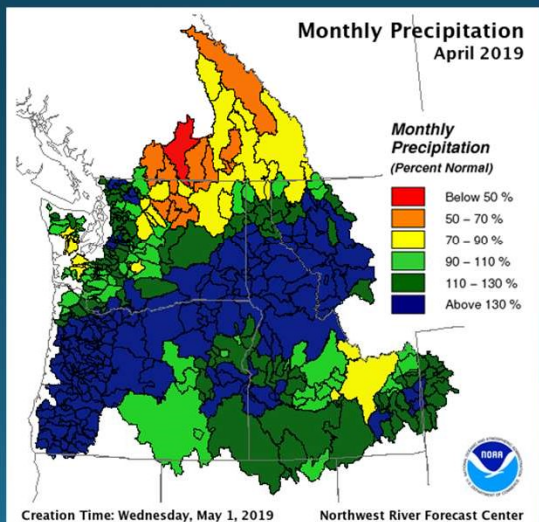 Monthly Precipitation
April 2019
Monthly
Precipitation
(Percent Normal)
Below 50 %
50 – 70 %
70 – 90 %
90 – 110 %
110 – 130 %
Above 130 %
NOAA
Creation Time: Wednesday, May 1, 2019
Northwest River Forecast Center